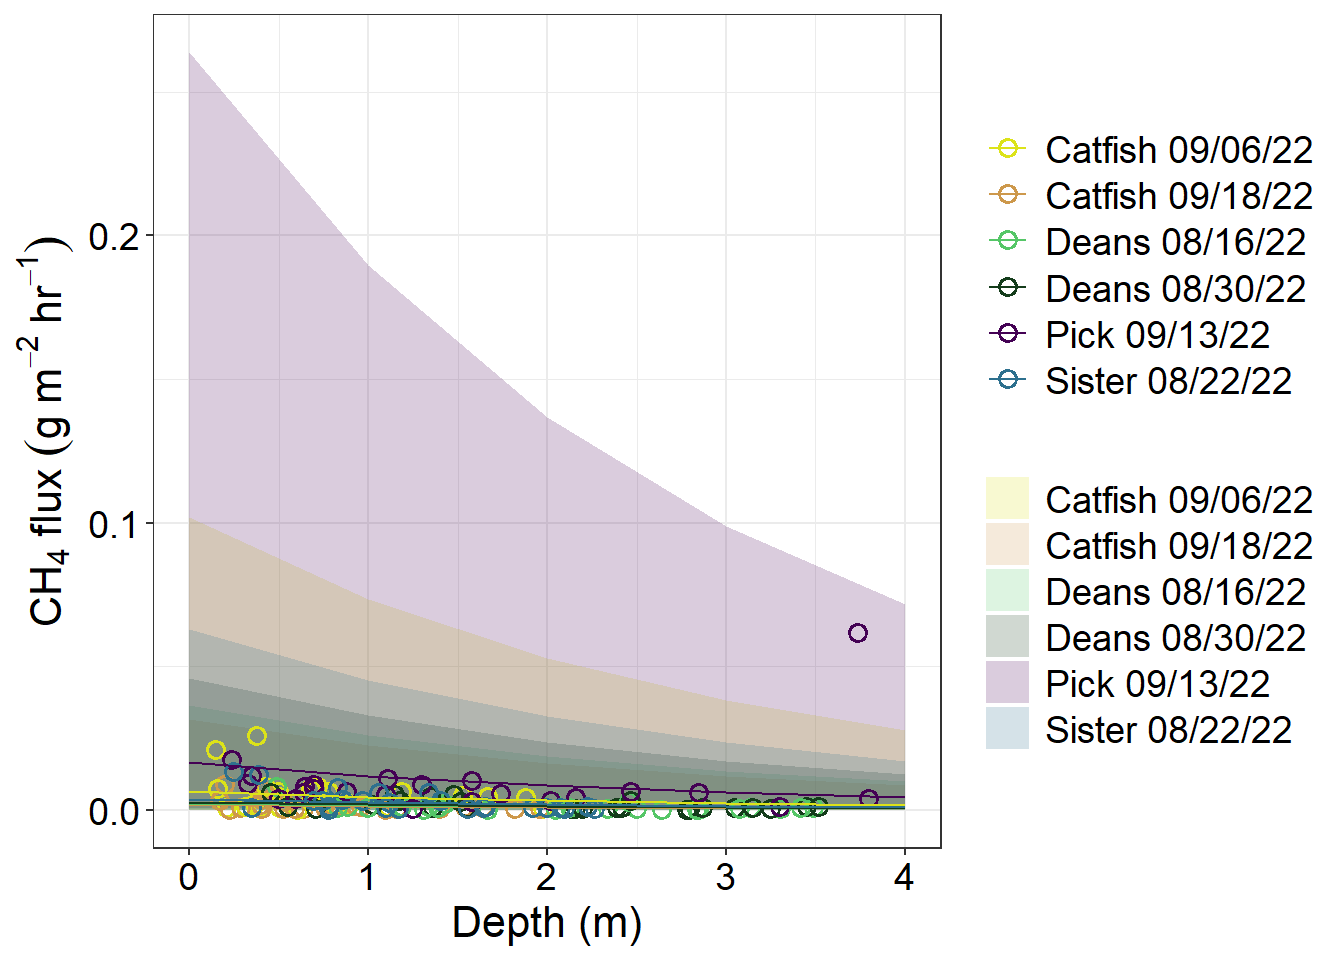 CH₄ flux (g m⁻² hr⁻¹)
0.2
0.1
0.0
0 1 2 3 4
Depth (m)
Catfish 09/06/22
Catfish 09/18/22
Deans 08/16/22
Deans 08/30/22
Pick 09/13/22
Sister 08/22/22
Catfish 09/06/22
Catfish 09/18/22
Deans 08/16/22
Deans 08/30/22
Pick 09/13/22
Sister 08/22/22